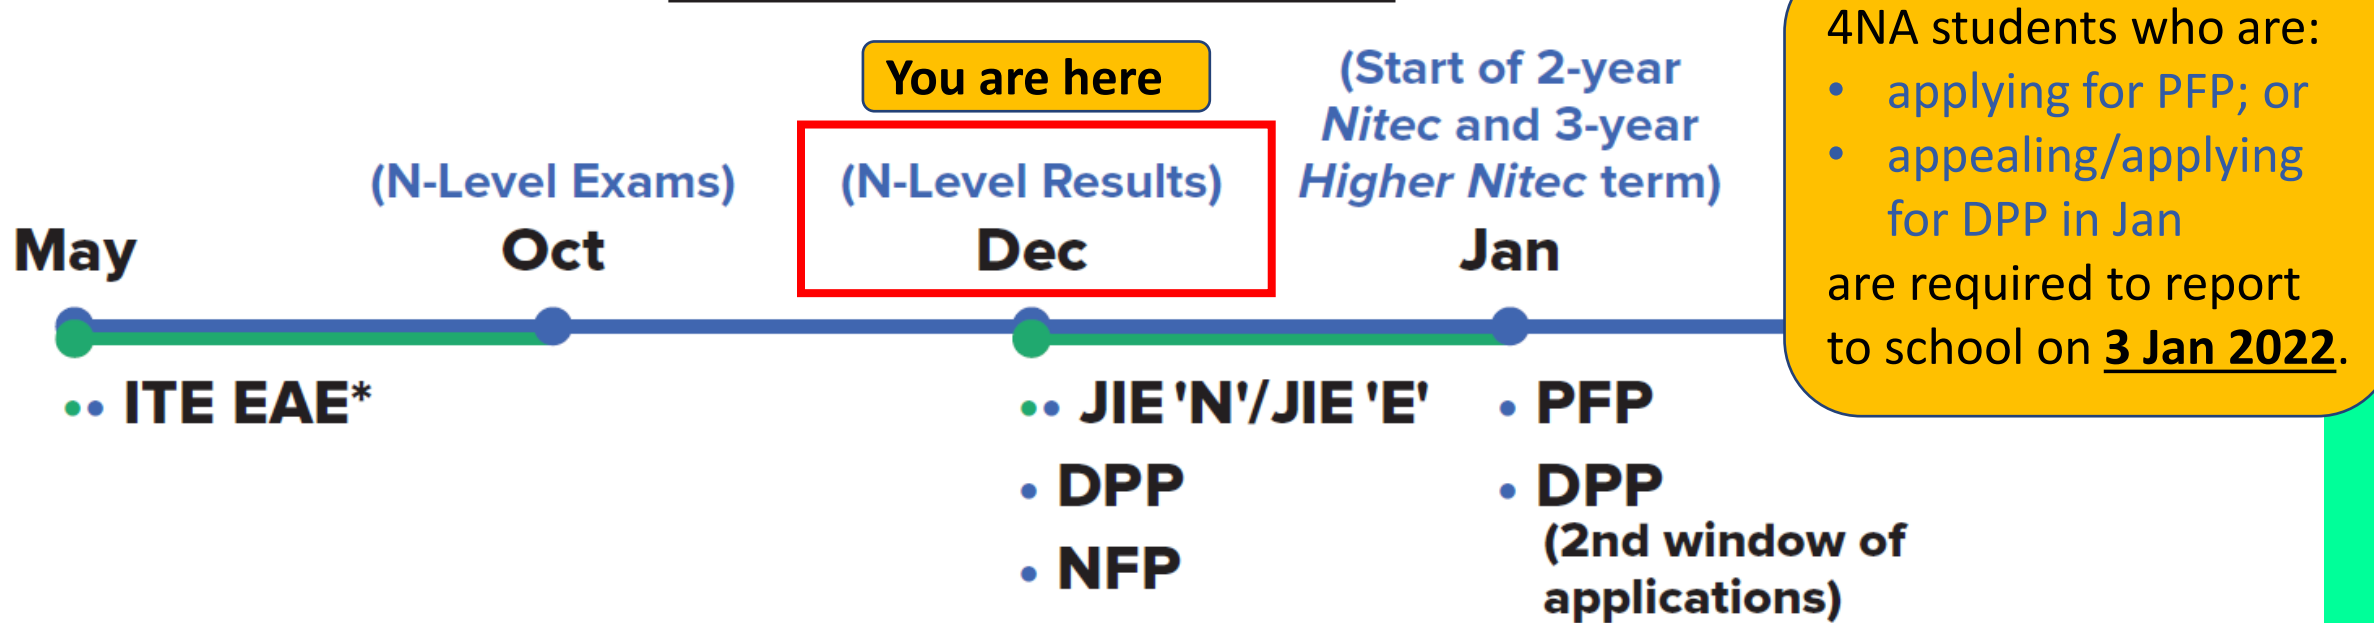 You are here
(N-Level Exams)
(N-Level Results)
(Start of 2-year
Nitec and 3-year
Higher Nitec term)
May
Oct
Dec
Jan
•• ITE EAE*
•• JIE 'N'/JIE 'E'
• DPP
• NFP
• PFP
• DPP
(2nd window of
applications)
4NA students who are:
• applying for PFP; or
• appealing/applying
for DPP in Jan
are required to report
to school on 3 Jan 2022.